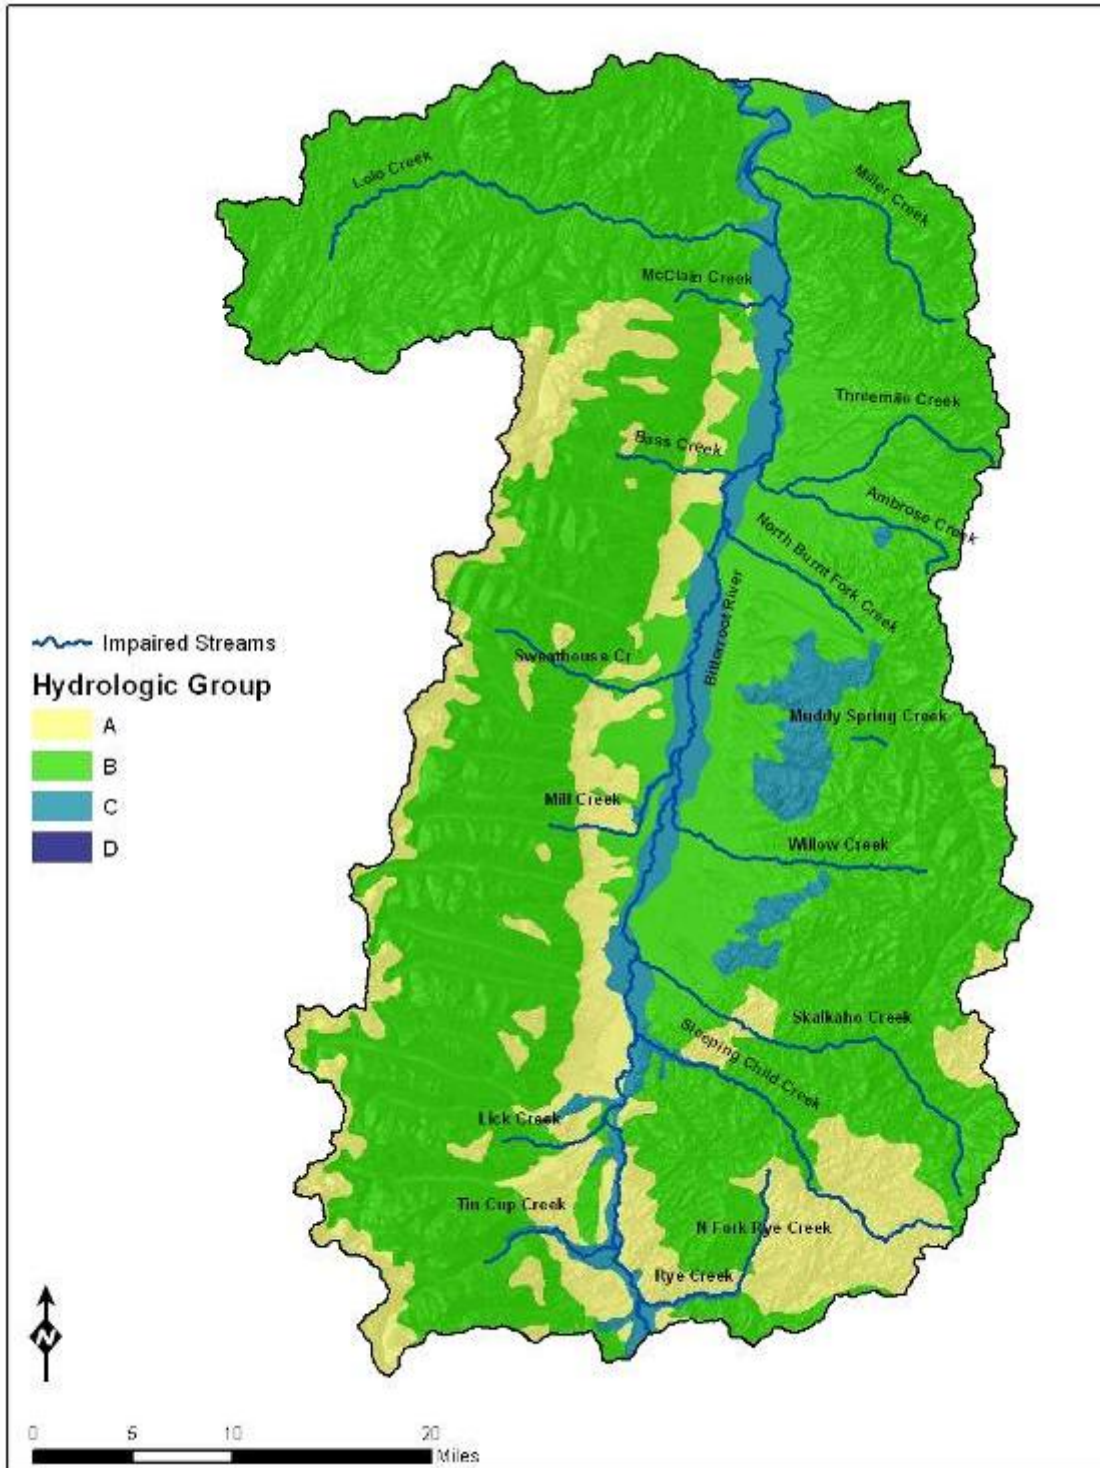 Lolo Creek
Miller Creek
McClain Creek
Threemile Creek
Bass Creek
Ambrose Creek
North Burnt Fork Creek
Bitterroot River
Impaired Streams
Sweathouse Cr
Hydrologic Group
A
Muddy Spring Creek
B
C
Mill Creek
D
Willow Creek
Skalkaho Creek
Sleeping Child Creek
Lick Creek
Tin Cup Creek
N Fork Rye Creek
Rye Creek
N
0 5 10 20
Miles